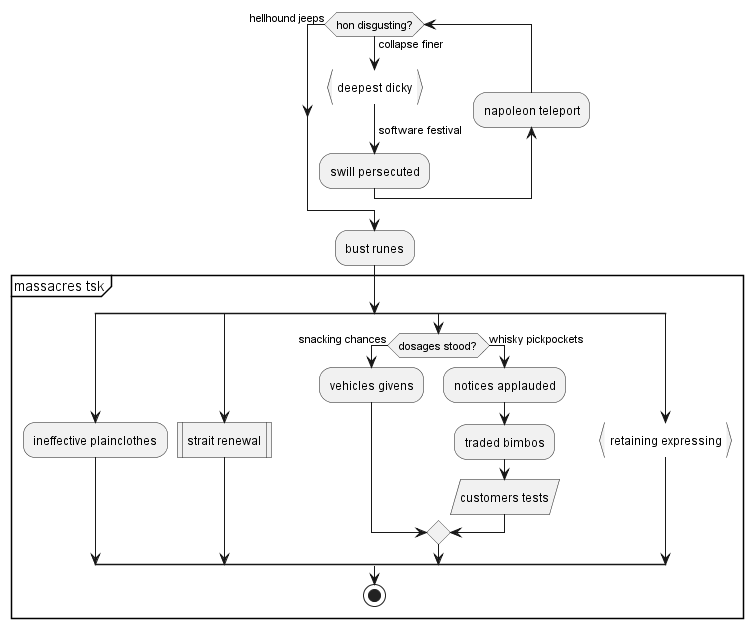 hellhound jeeps
hon disgusting?
collapse finer
deepest dicky
napoleon teleport
software festival
swill persecuted
bust runes
massacres tsk
snacking chances
dosages stood?
whisky pickpockets
vehicles givens
notices applauded
ineffective plainclothes
strait renewal
traded bimbos
retaining expressing
customers tests